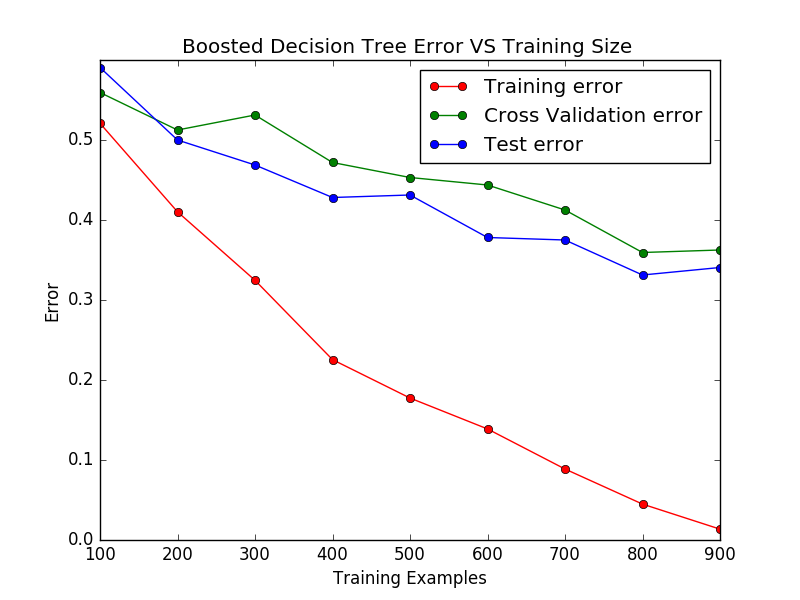 Boosted Decision Tree Error VS Training Size
Training error
Cross Validation error
Test error
0.5
0.4
0.3
0.2
0.1
0.0
Error
100 200 300 400 500 600 700 800 900
Training Examples